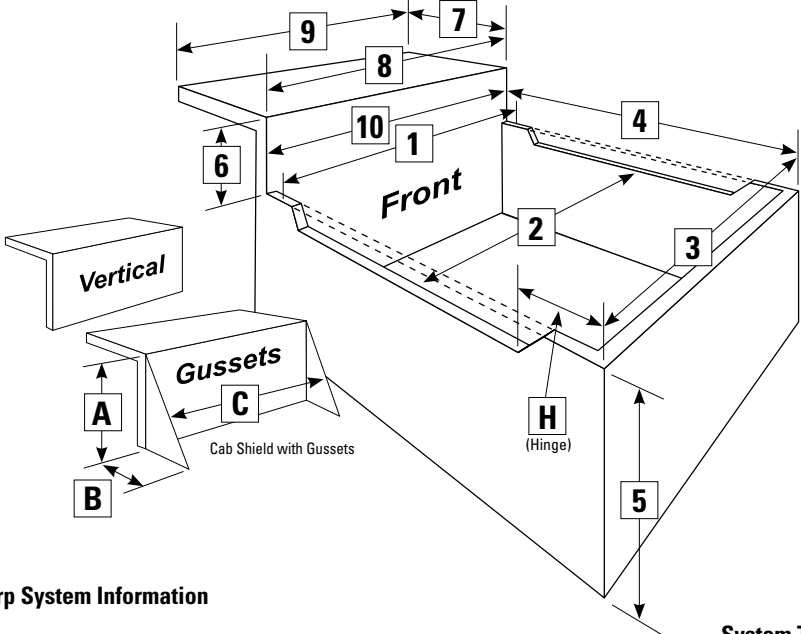 9
7
8
10
4
1
6
Front
2
3
Vertical
Gussets
A
C
H
(Hinge)
Cab Shield with Gussets
B
5
System Information
System